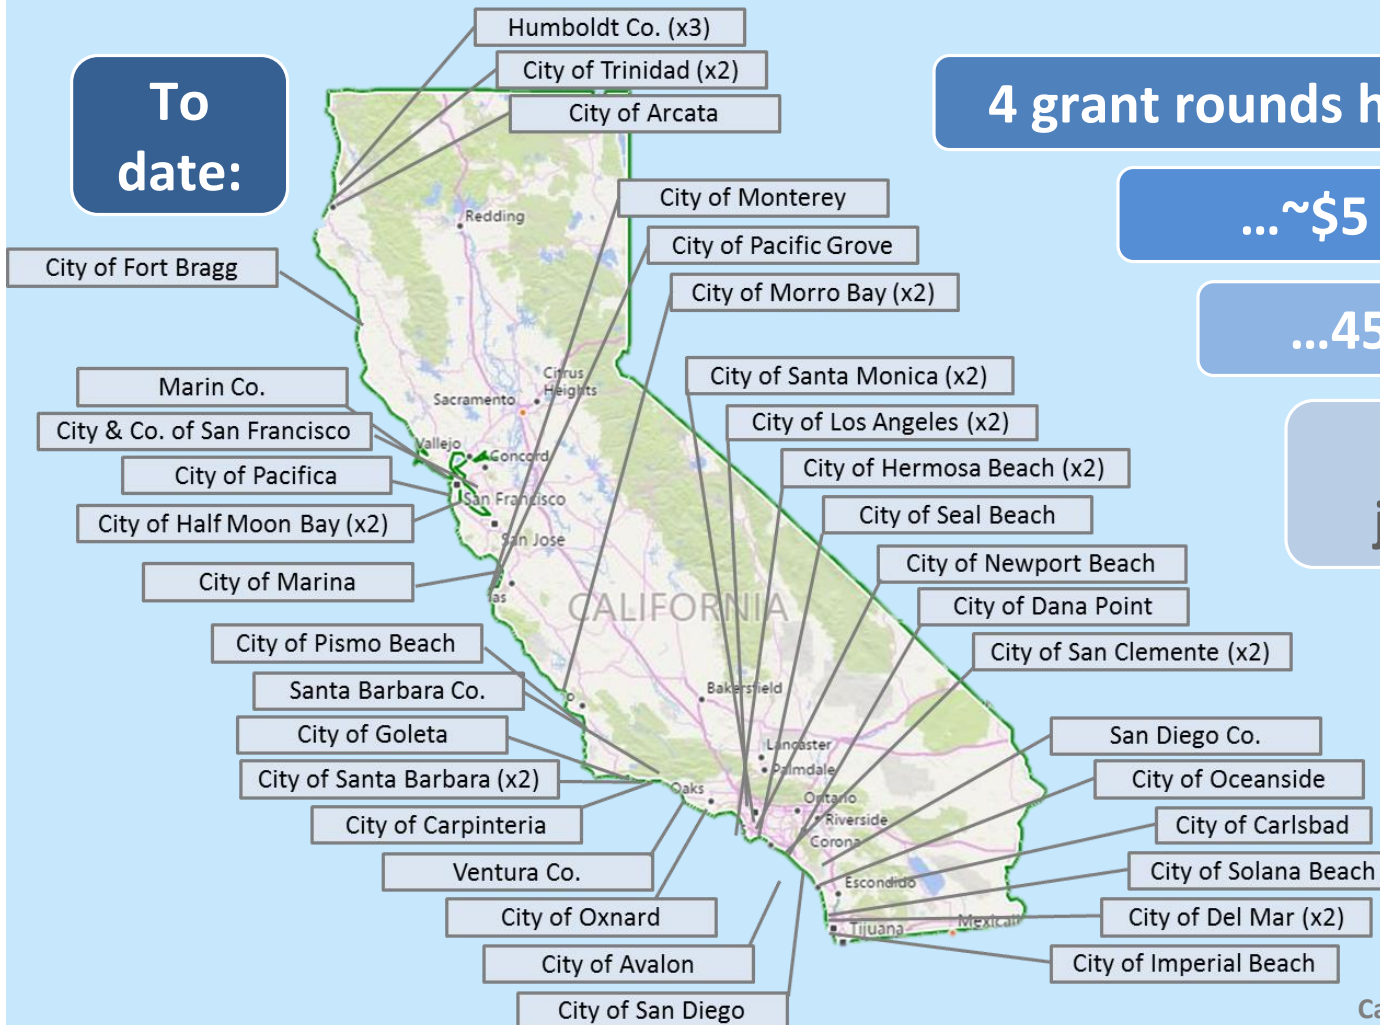 To
date:
4 grant rounds h
...~$5
...45
j
Humboldt Co. (x3)
City of Trinidad (x2)
City of Arcata
City of Monterey
City of Pacific Grove
City of Morro Bay (x2)
City of Fort Bragg
Marin Co.
City & Co. of San Francisco
City of Pacifica
City of Half Moon Bay (x2)
City of Marina
City of Pismo Beach
Santa Barbara Co.
City of Goleta
City of Santa Barbara (x2)
City of Carpinteria
Ventura Co.
City of Oxnard
City of Avalon
City of San Diego
City of Santa Monica (x2)
City of Los Angeles (x2)
City of Hermosa Beach (x2)
City of Seal Beach
City of Newport Beach
City of Dana Point
City of San Clemente (x2)
San Diego Co.
City of Oceanside
City of Carlsbad
City of Solana Beach
City of Del Mar (x2)
City of Imperial Beach
Redding
Citrus
Heights
Sacramento
Vallejo
Concord
San Francisco
San Jose
las
CALIFORNIA
o
Bakersfield
Lancaster
Palmdale
Oaks
Ontario
Riverside
Corona
Escondido
Tijuana
Mexicali
Ca